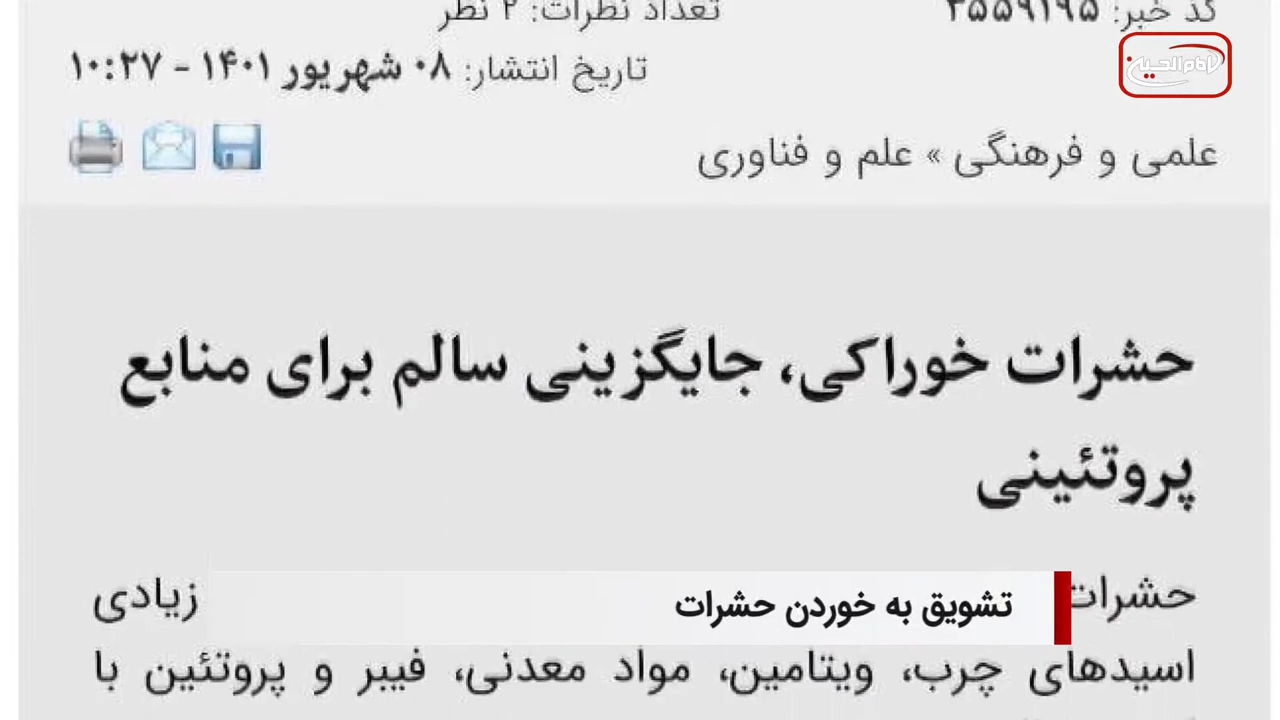 کد خبر: ۳۵۵۹۱۹۵ تعداد نظرات: ۲ نظر
تاریخ انتشار: ۰۸ شهریور ۱۴۰۱ - ۱۰:۲۷
علمی و فرهنگی » علم و فناوری
حشرات خوراکی، جایگزینی سالم برای منابع
پروتئینی
حشرات زیادی
تشویق به خوردن حشرات
اسیدهای چرب، ویتامین، مواد معدنی، فیبر و پروتئین با